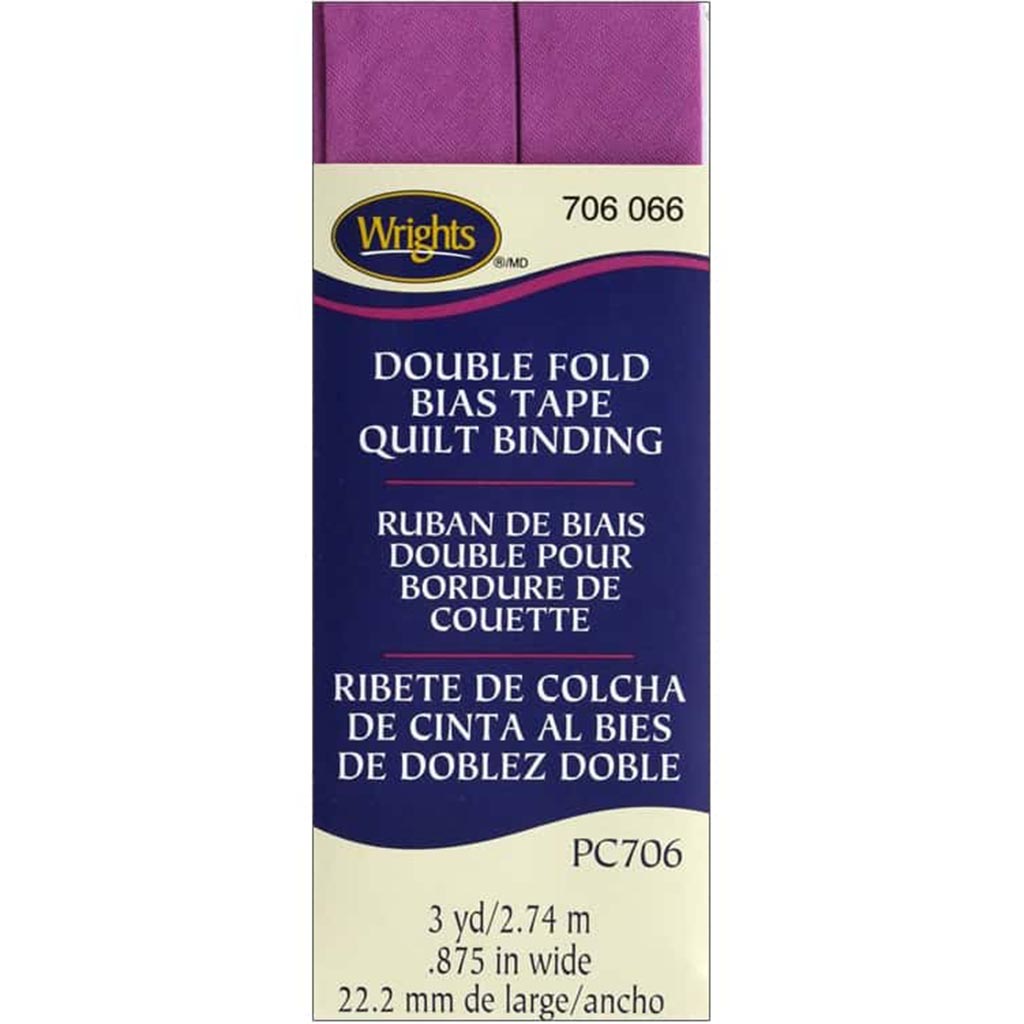 706 066
Wrights
®/MD
DOUBLE FOLD
BIAS TAPE
QUILT BINDING
RUBAN DE BIAIS
DOUBLE POUR
BORDURE DE
COUETTE
RIBETE DE COLCHA
DE CINTA AL BIES
DE DOBLEZ DOBLE
PC706
3 yd/2.74 m
.875 in wide
22.2 mm de large/ancho